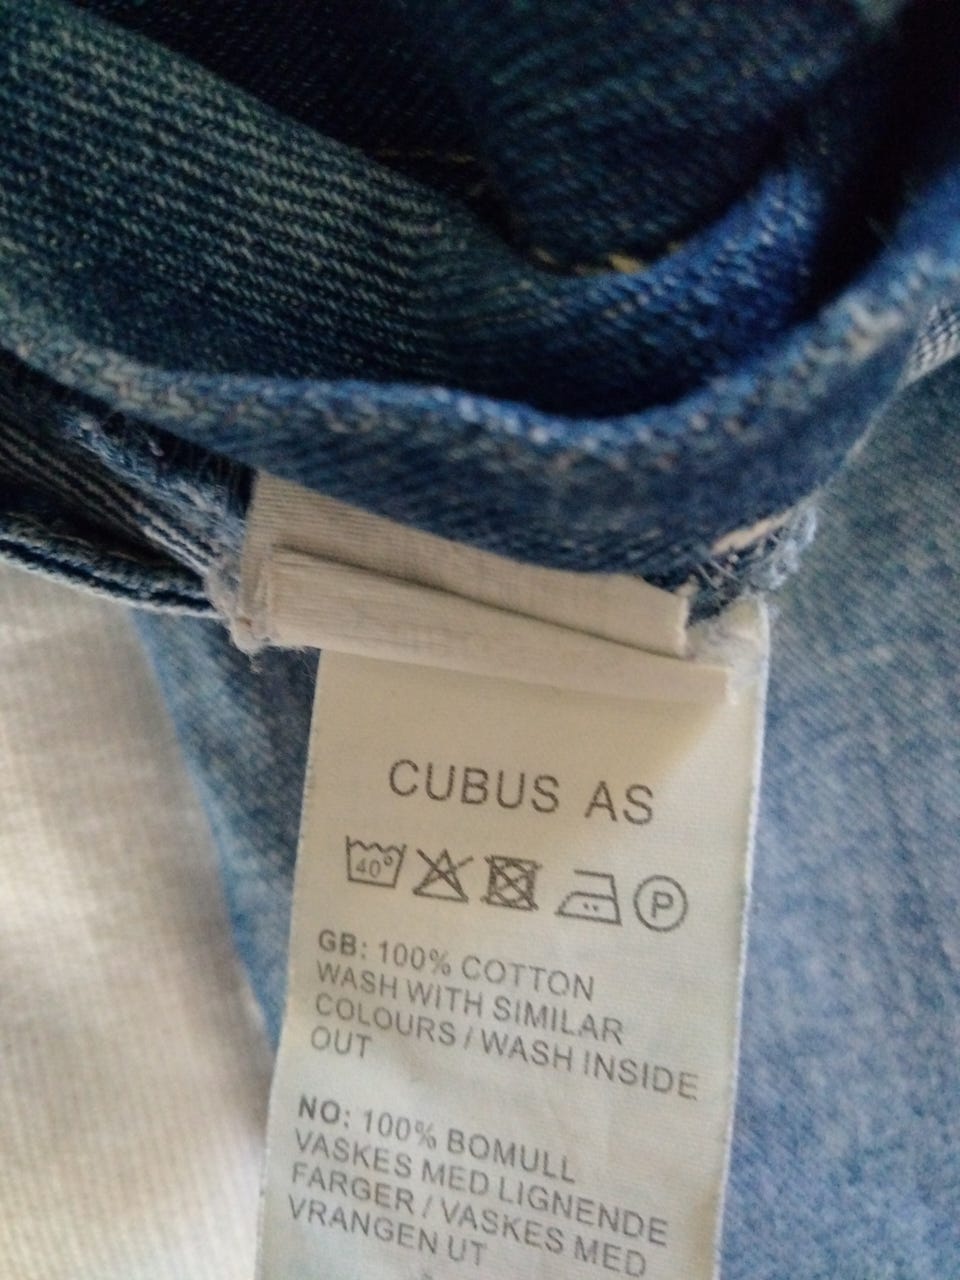 CUBUS AS
40° P
GB: 100% COTTON
WASH WITH SIMILAR
COLOURS / WASH INSIDE
OUT
NO: 100% BOMULL
VASKES MED LIGNENDE
FARGER / VASKES MED
VRANGEN UT